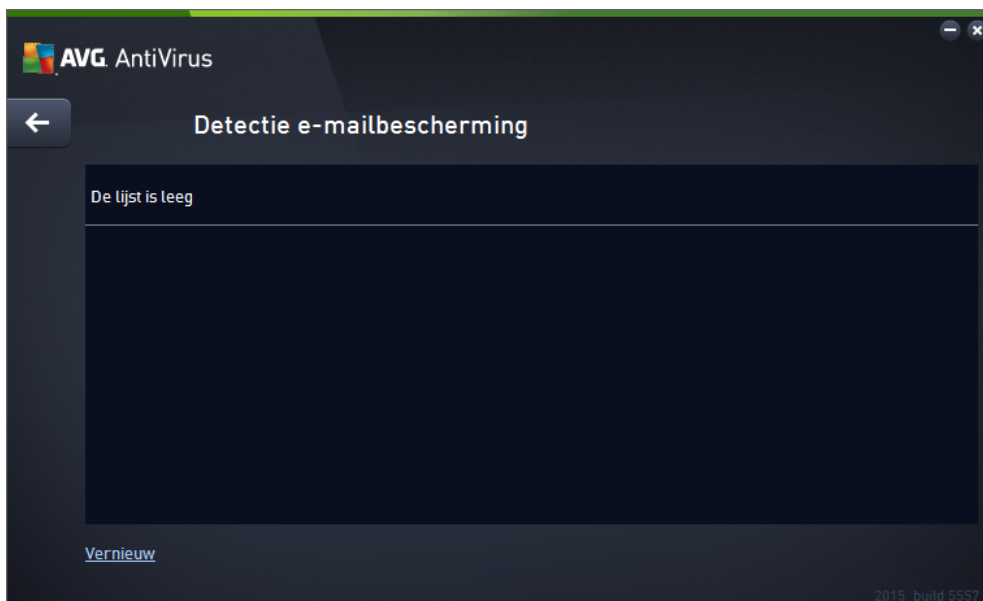 AVG. AntiVirus
Detectie e-mailbescherming
De lijst is leeg
Vernieuw
2015 build 5557